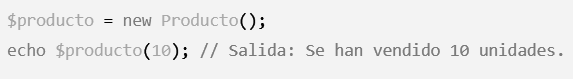 $producto = new Producto();
echo $producto(10); // Salida: Se han vendido 10 unidades.